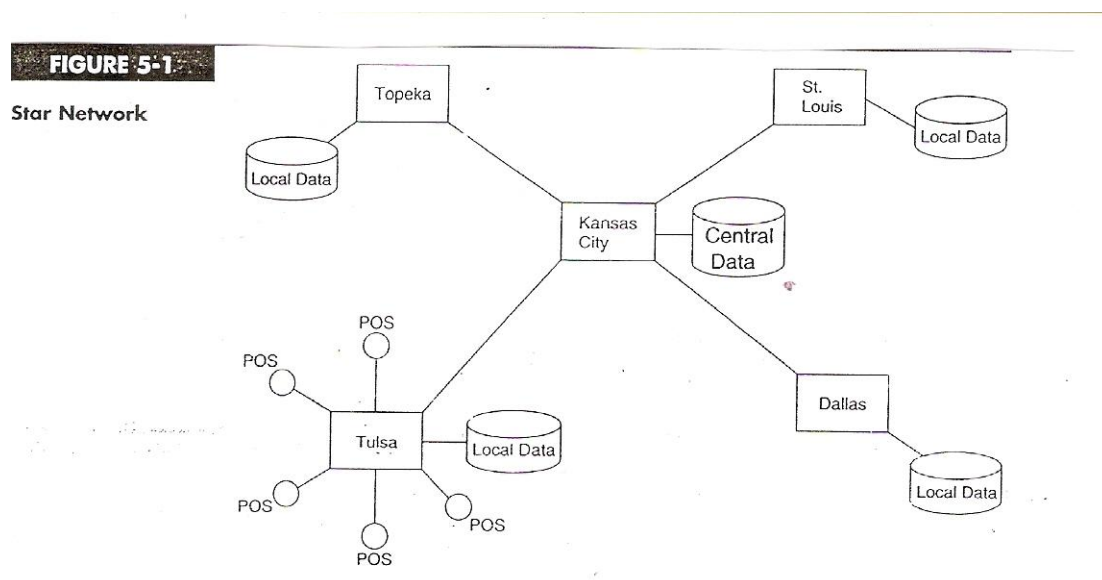 FIGURE 5-1
Star Network
Topeka
St.
Louis
Local Data
Local Data
Kansas
City
Central
Data
POS
POS
Tulsa
Local Data
Dallas
POS
POS
POS
Local Data